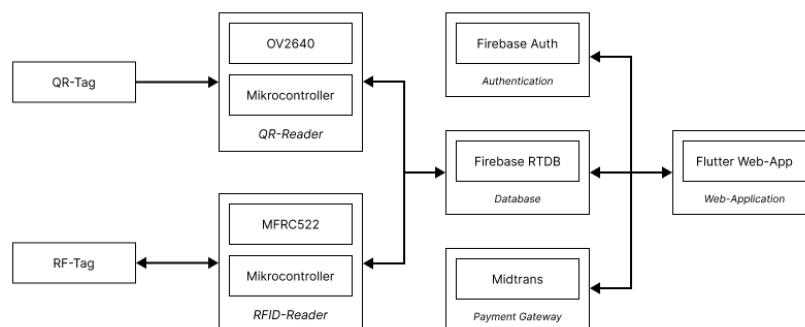 QR-Tag
OV2640
Mikrocontroller
QR-Reader
RF-Tag
MFRC522
Mikrocontroller
RFID-Reader
Firebase Auth
Authentication
Firebase RTDB
Database
Midtrans
Payment Gateway
Flutter Web-App
Web-Application